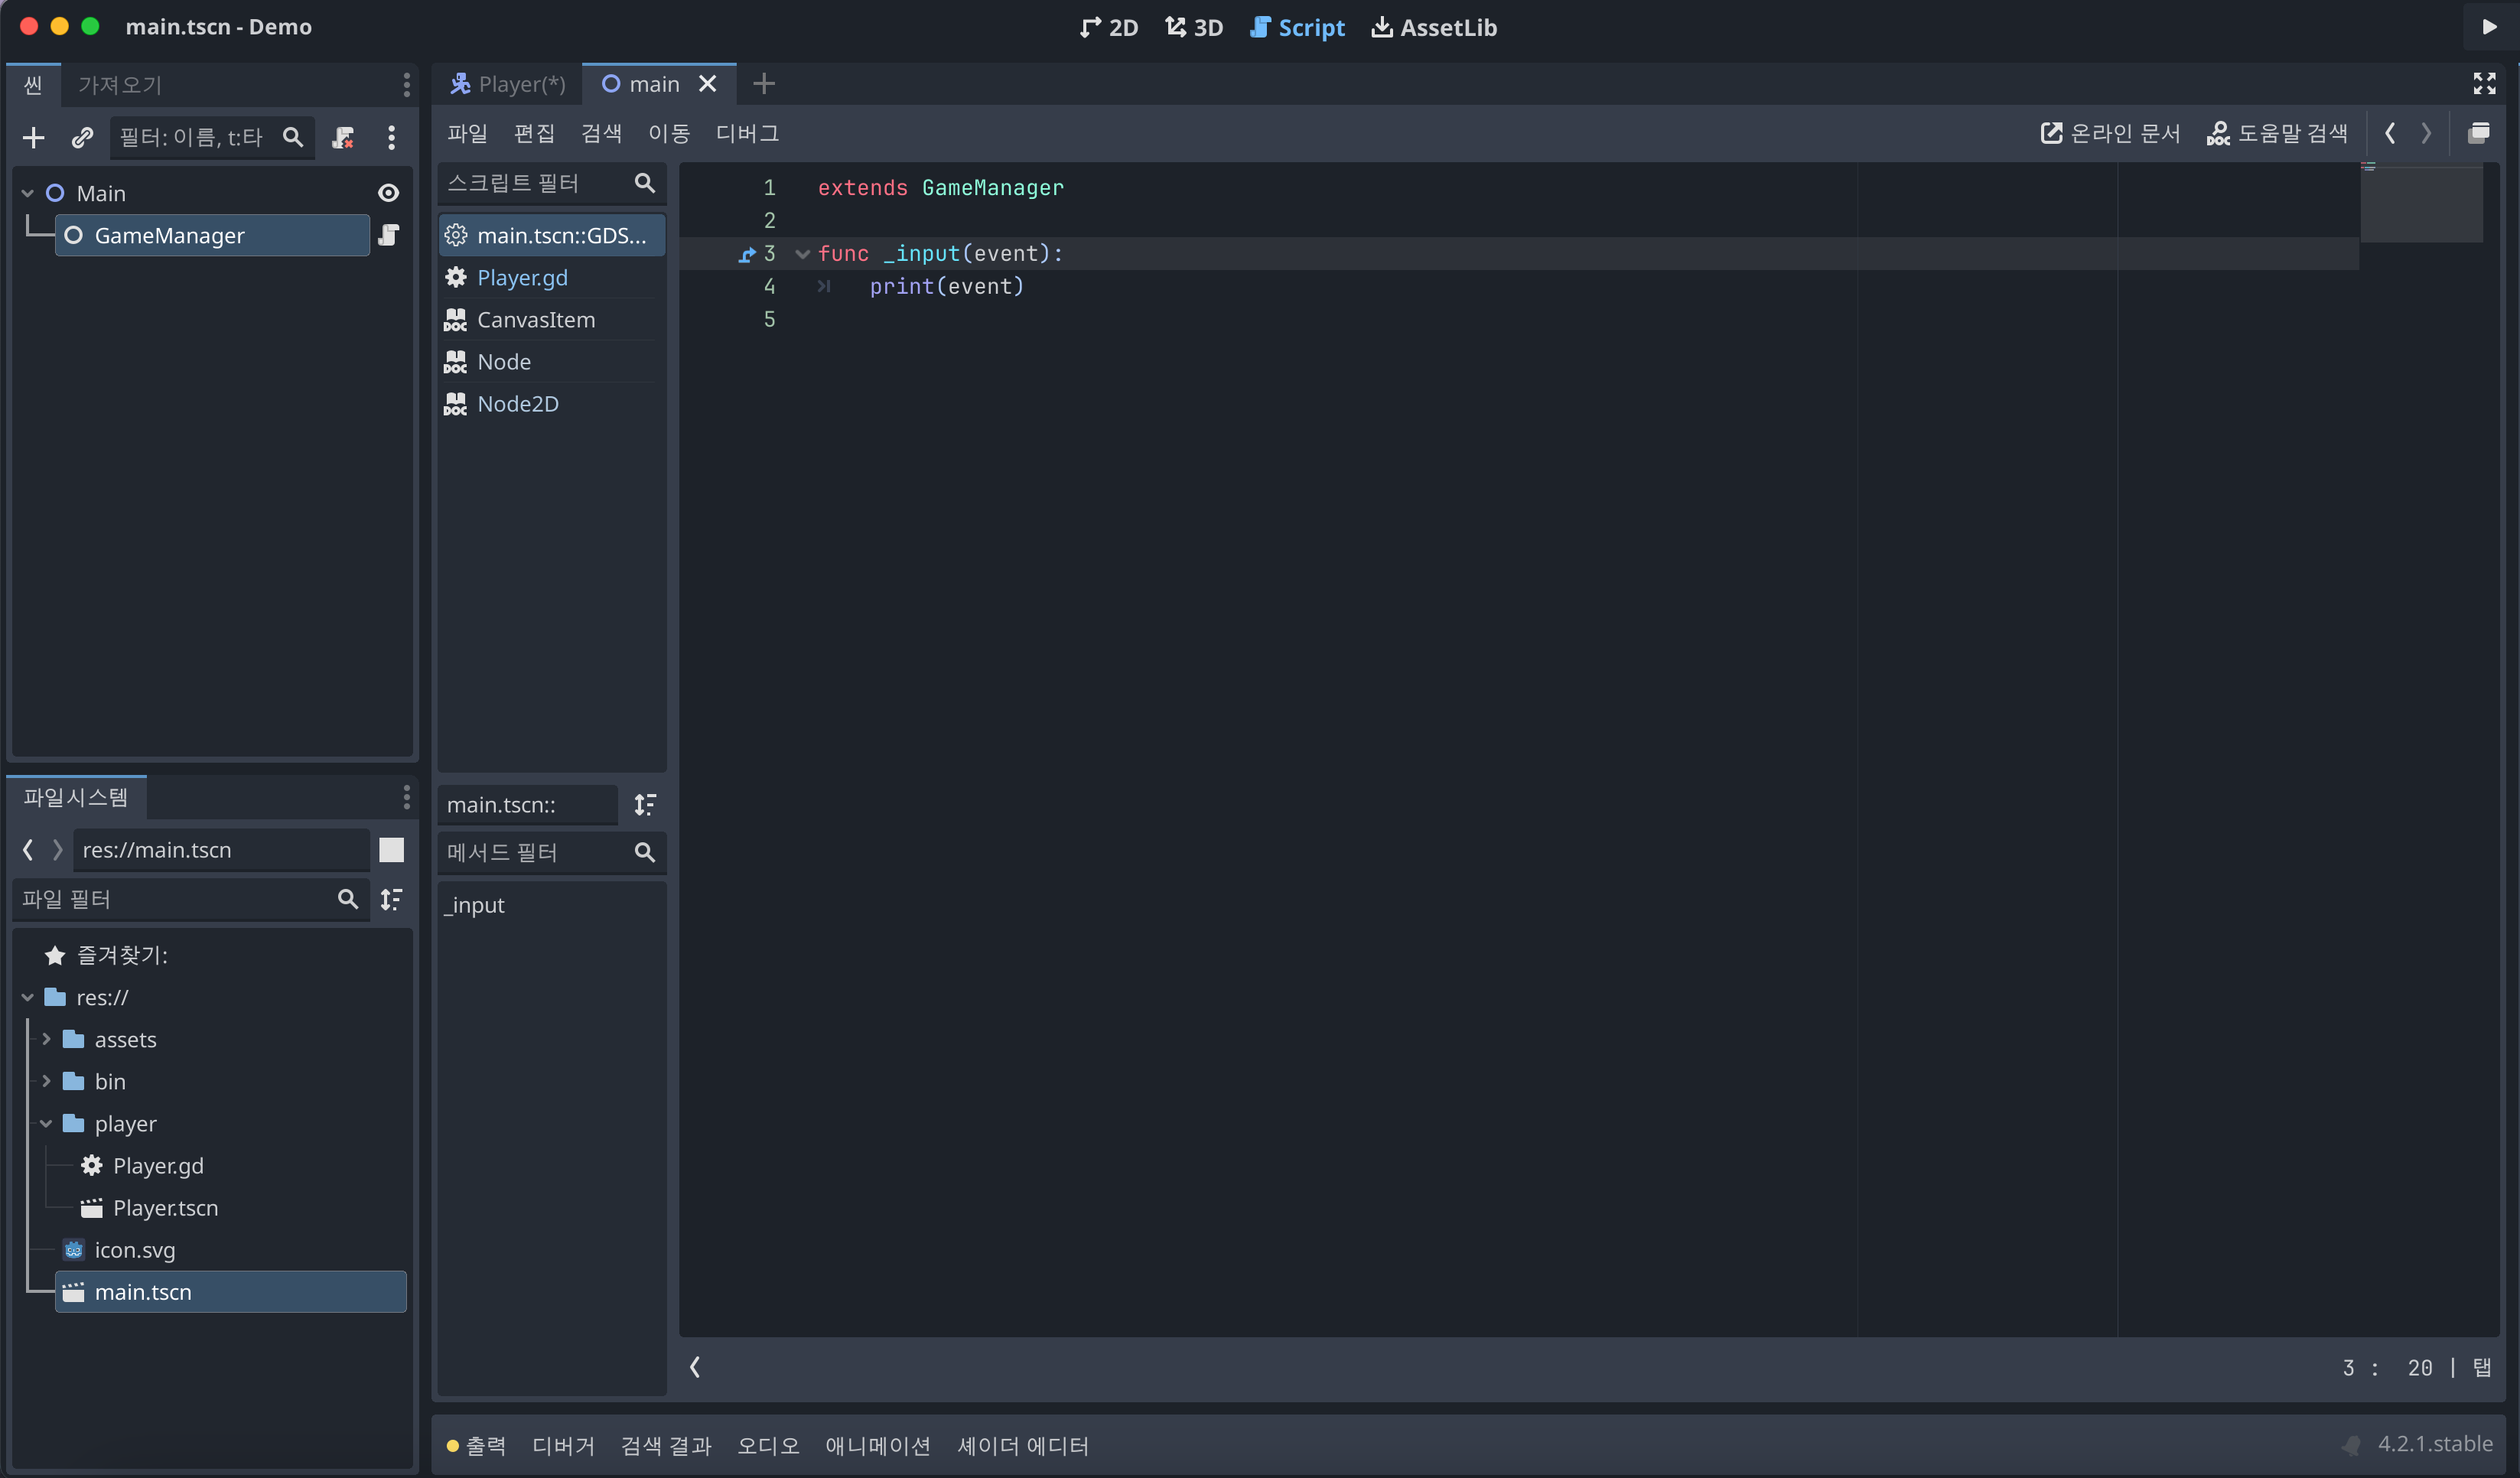 main.tscn - Demo
2D 3D Script AssetLib
씬 가져오기
필터: 이름, t:타
Main
GameManager
파일시스템
res://main.tscn
파일 필터
즐겨찾기:
res://
assets
bin
player
Player.gd
Player.tscn
icon.svg
main.tscn
Player(*) main
파일 편집 검색 이동 디버그
온라인 문서 도움말 검색
스크립트 필터
main.tscn::GDS...
Player.gd
CanvasItem
Node
Node2D
main.tscn::
메서드 필터
_input
1 extends GameManager
2
3 func _input(event):
4 print(event)
5
3 : 20 | 탭
출력 디버거 검색 결과 오디오 애니메이션 셰이더 에디터
4.2.1.stable